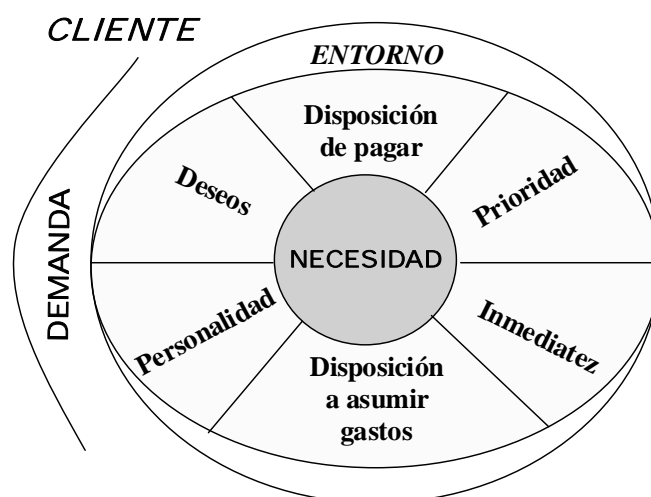 CLIENTE
ENTORNO
Disposición
de pagar
Deseos
Prioridad
DEMANDA
NECESIDAD
Personalidad
Inmediatez
Disposición
a asumir
gastos